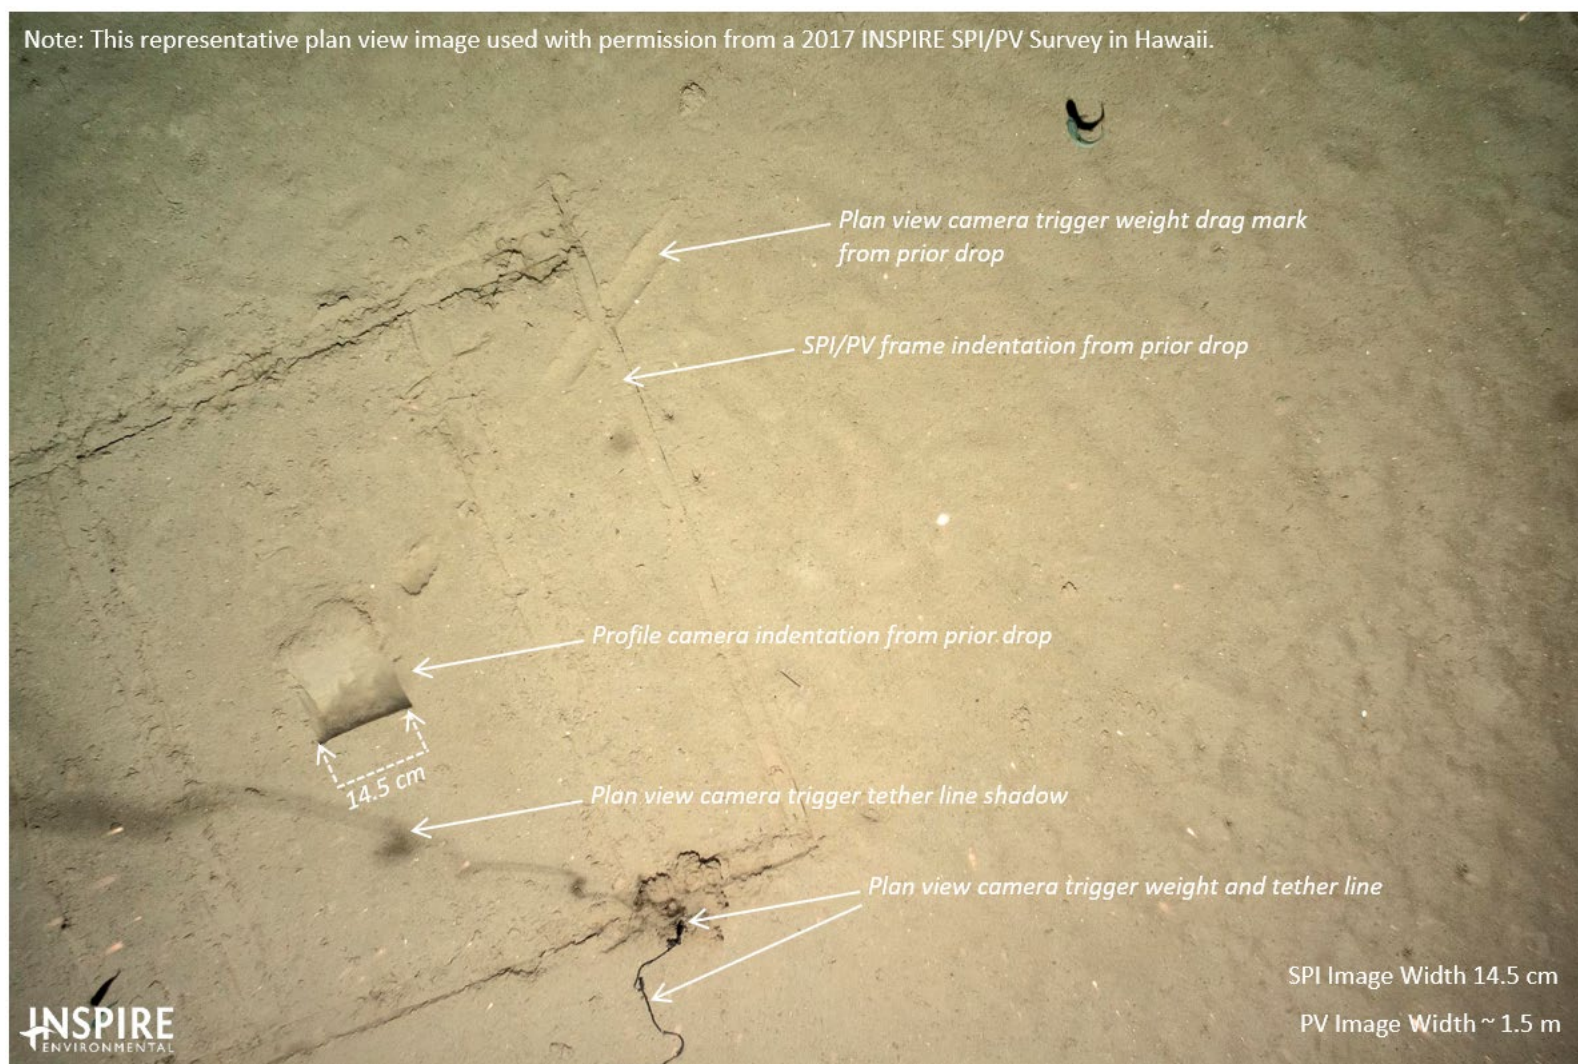 Note: This representative plan view image used with permission from a 2017 INSPIRE SPI/PV Survey in Hawaii.
Plan view camera trigger weight drag mark
from prior drop
SPI/PV frame indentation from prior drop
Profile camera indentation from prior drop
14.5 cm
Plan view camera trigger tether line shadow
Plan view camera trigger weight and tether line
SPI Image Width 14.5 cm
PV Image Width ~ 1.5 m
INSPIRE
ENVIRONMENTAL